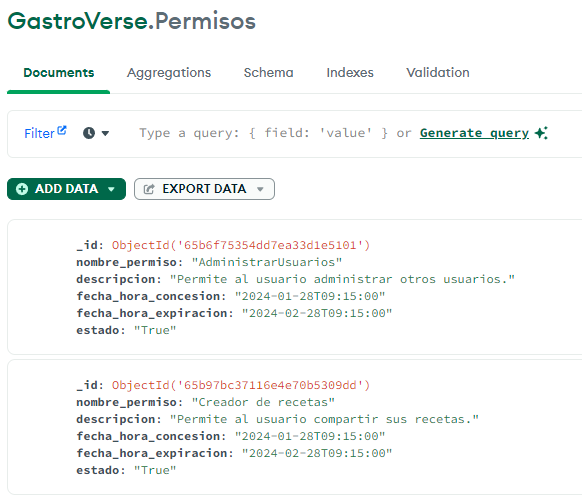 GastroVerse.Permisos
Documents Aggregations Schema Indexes Validation
Filter Type a query: { field: 'value' } or Generate query
ADD DATA EXPORT DATA
_id: ObjectId('65b6f75354dd7ea33d1e5101')
nombre_permiso: "AdministrarUsuarios"
descripcion: "Permite al usuario administrar otros usuarios."
fecha_hora_concesion: "2024-01-28T09:15:00"
fecha_hora_expiracion: "2024-02-28T09:15:00"
estado: "True"
_id: ObjectId('65b97bc37116e4e70b5309dd')
nombre_permiso: "Creador de recetas"
descripcion: "Permite al usuario compartir sus recetas."
fecha_hora_concesion: "2024-01-28T09:15:00"
fecha_hora_expiracion: "2024-02-28T09:15:00"
estado: "True"